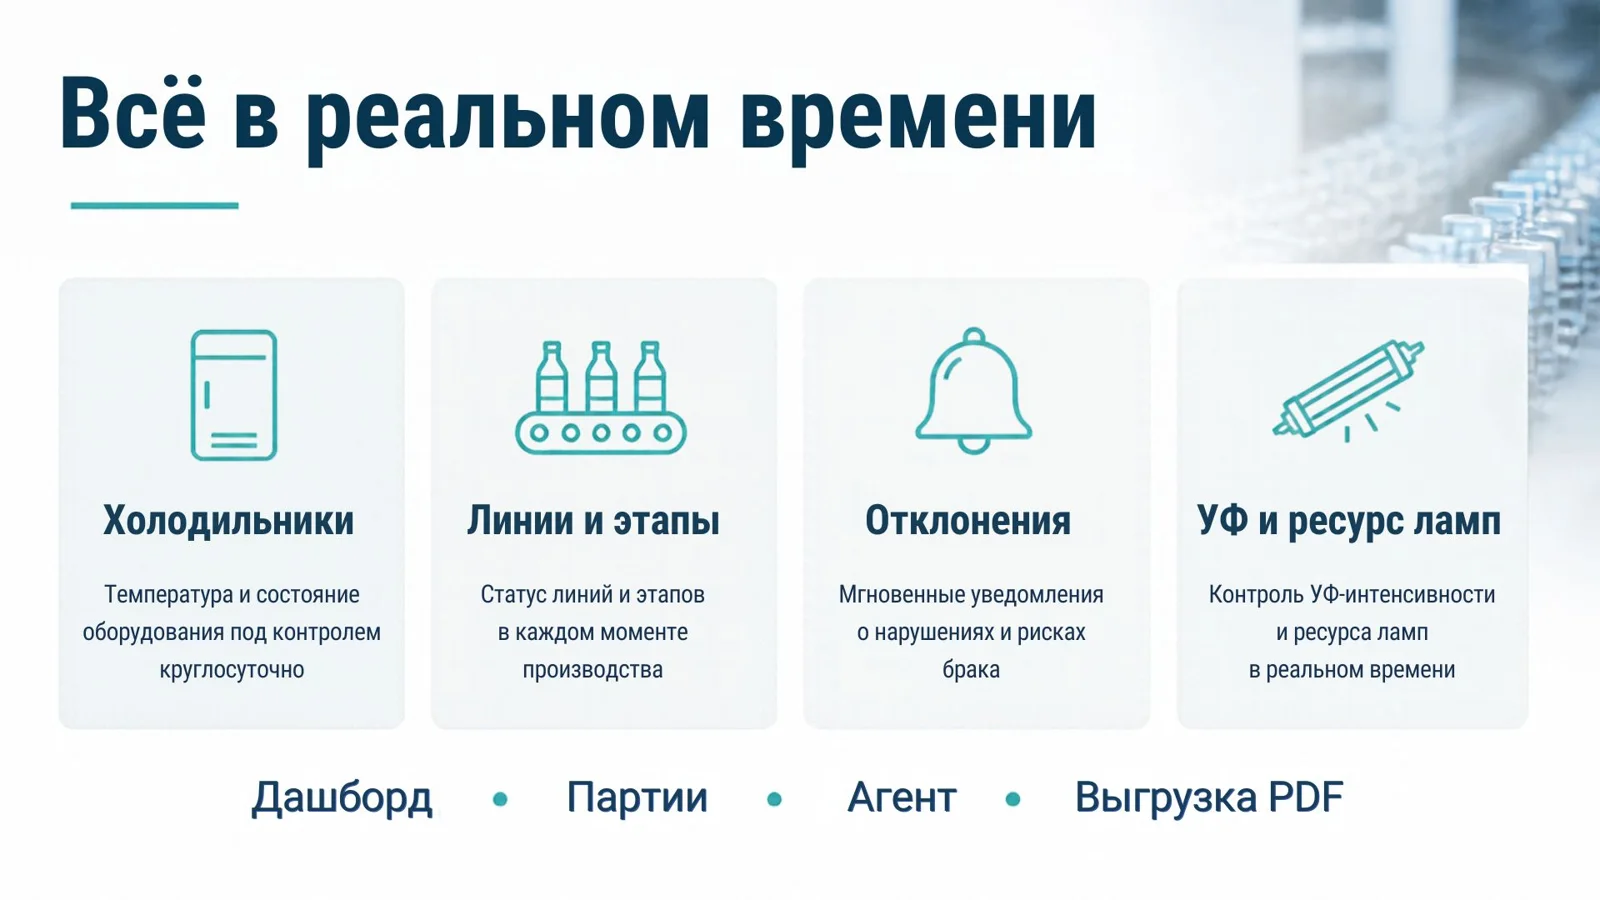 Всё в реальном времени
Холодильники
Температура и состояние
оборудования под контролем
круглосуточно
Линии и этапы
Статус линий и этапов
в каждом моменте
производства
Отклонения
Мгновенные уведомления
о нарушениях и рисках
брака
УФ и ресурс ламп
Контроль УФ-интенсивности
и ресурса ламп
в реальном времени
Дашборд • Партии • Агент • Выгрузка PDF